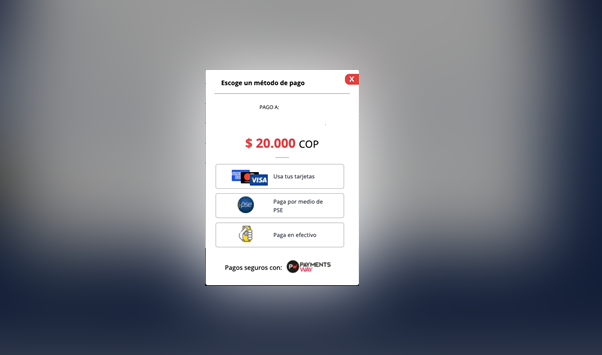 Escoge un método de pago
X
PAGO A:
$ 20.000 COP
VISA
Usa tus tarjetas
pse
Paga por medio de
PSE
Paga en efectivo
Pagos seguros con:
PAYMENTS
WAY